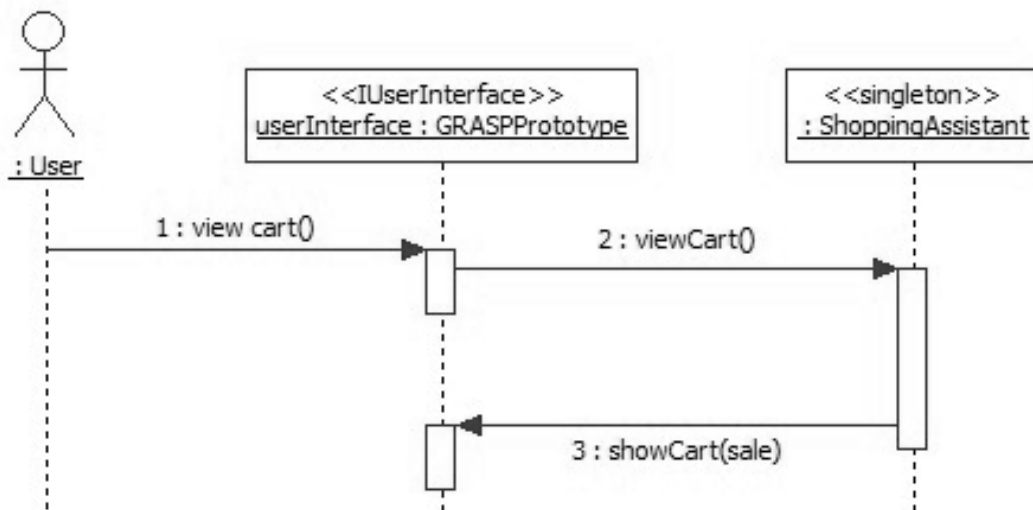 <<IUserInterface>>
userInterface : GRASPPrototype
<<singleton>>
: ShoppingAssistant
: User
1 : view cart()
2 : viewCart()
3 : showCart(sale)